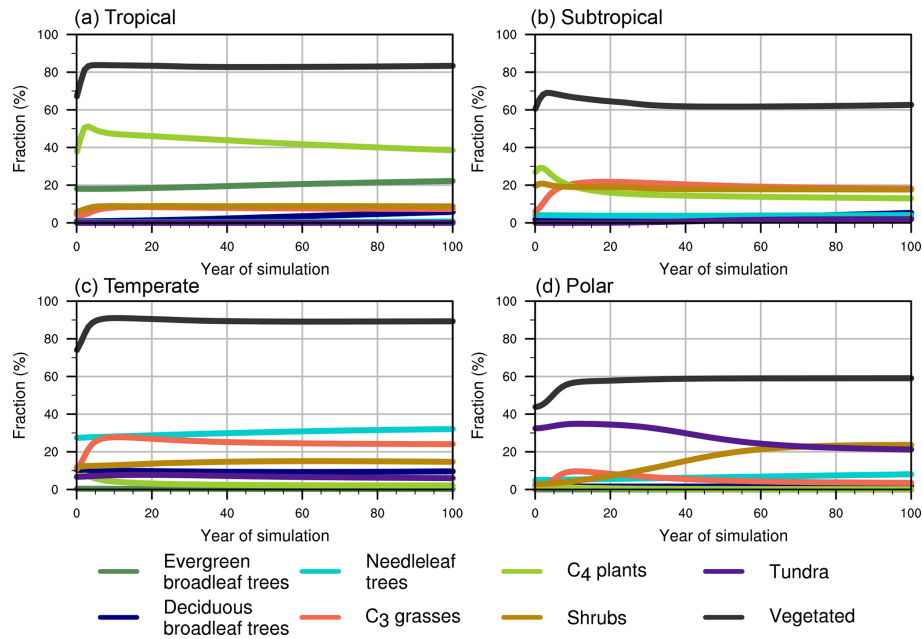 (a) Tropical
(b) Subtropical
100
80
60
40
20
0
Fraction (%)
0 20 40 60 80 100
Year of simulation
100
80
60
40
20
0
Fraction (%)
0 20 40 60 80 100
Year of simulation
(c) Temperate
(d) Polar
100
80
60
40
20
0
Fraction (%)
0 20 40 60 80 100
Year of simulation
100
80
60
40
20
0
Fraction (%)
0 20 40 60 80 100
Year of simulation
Evergreen
broadleaf trees
Needleleaf
trees
C4 plants
Tundra
Deciduous
broadleaf trees
C3 grasses
Shrubs
Vegetated